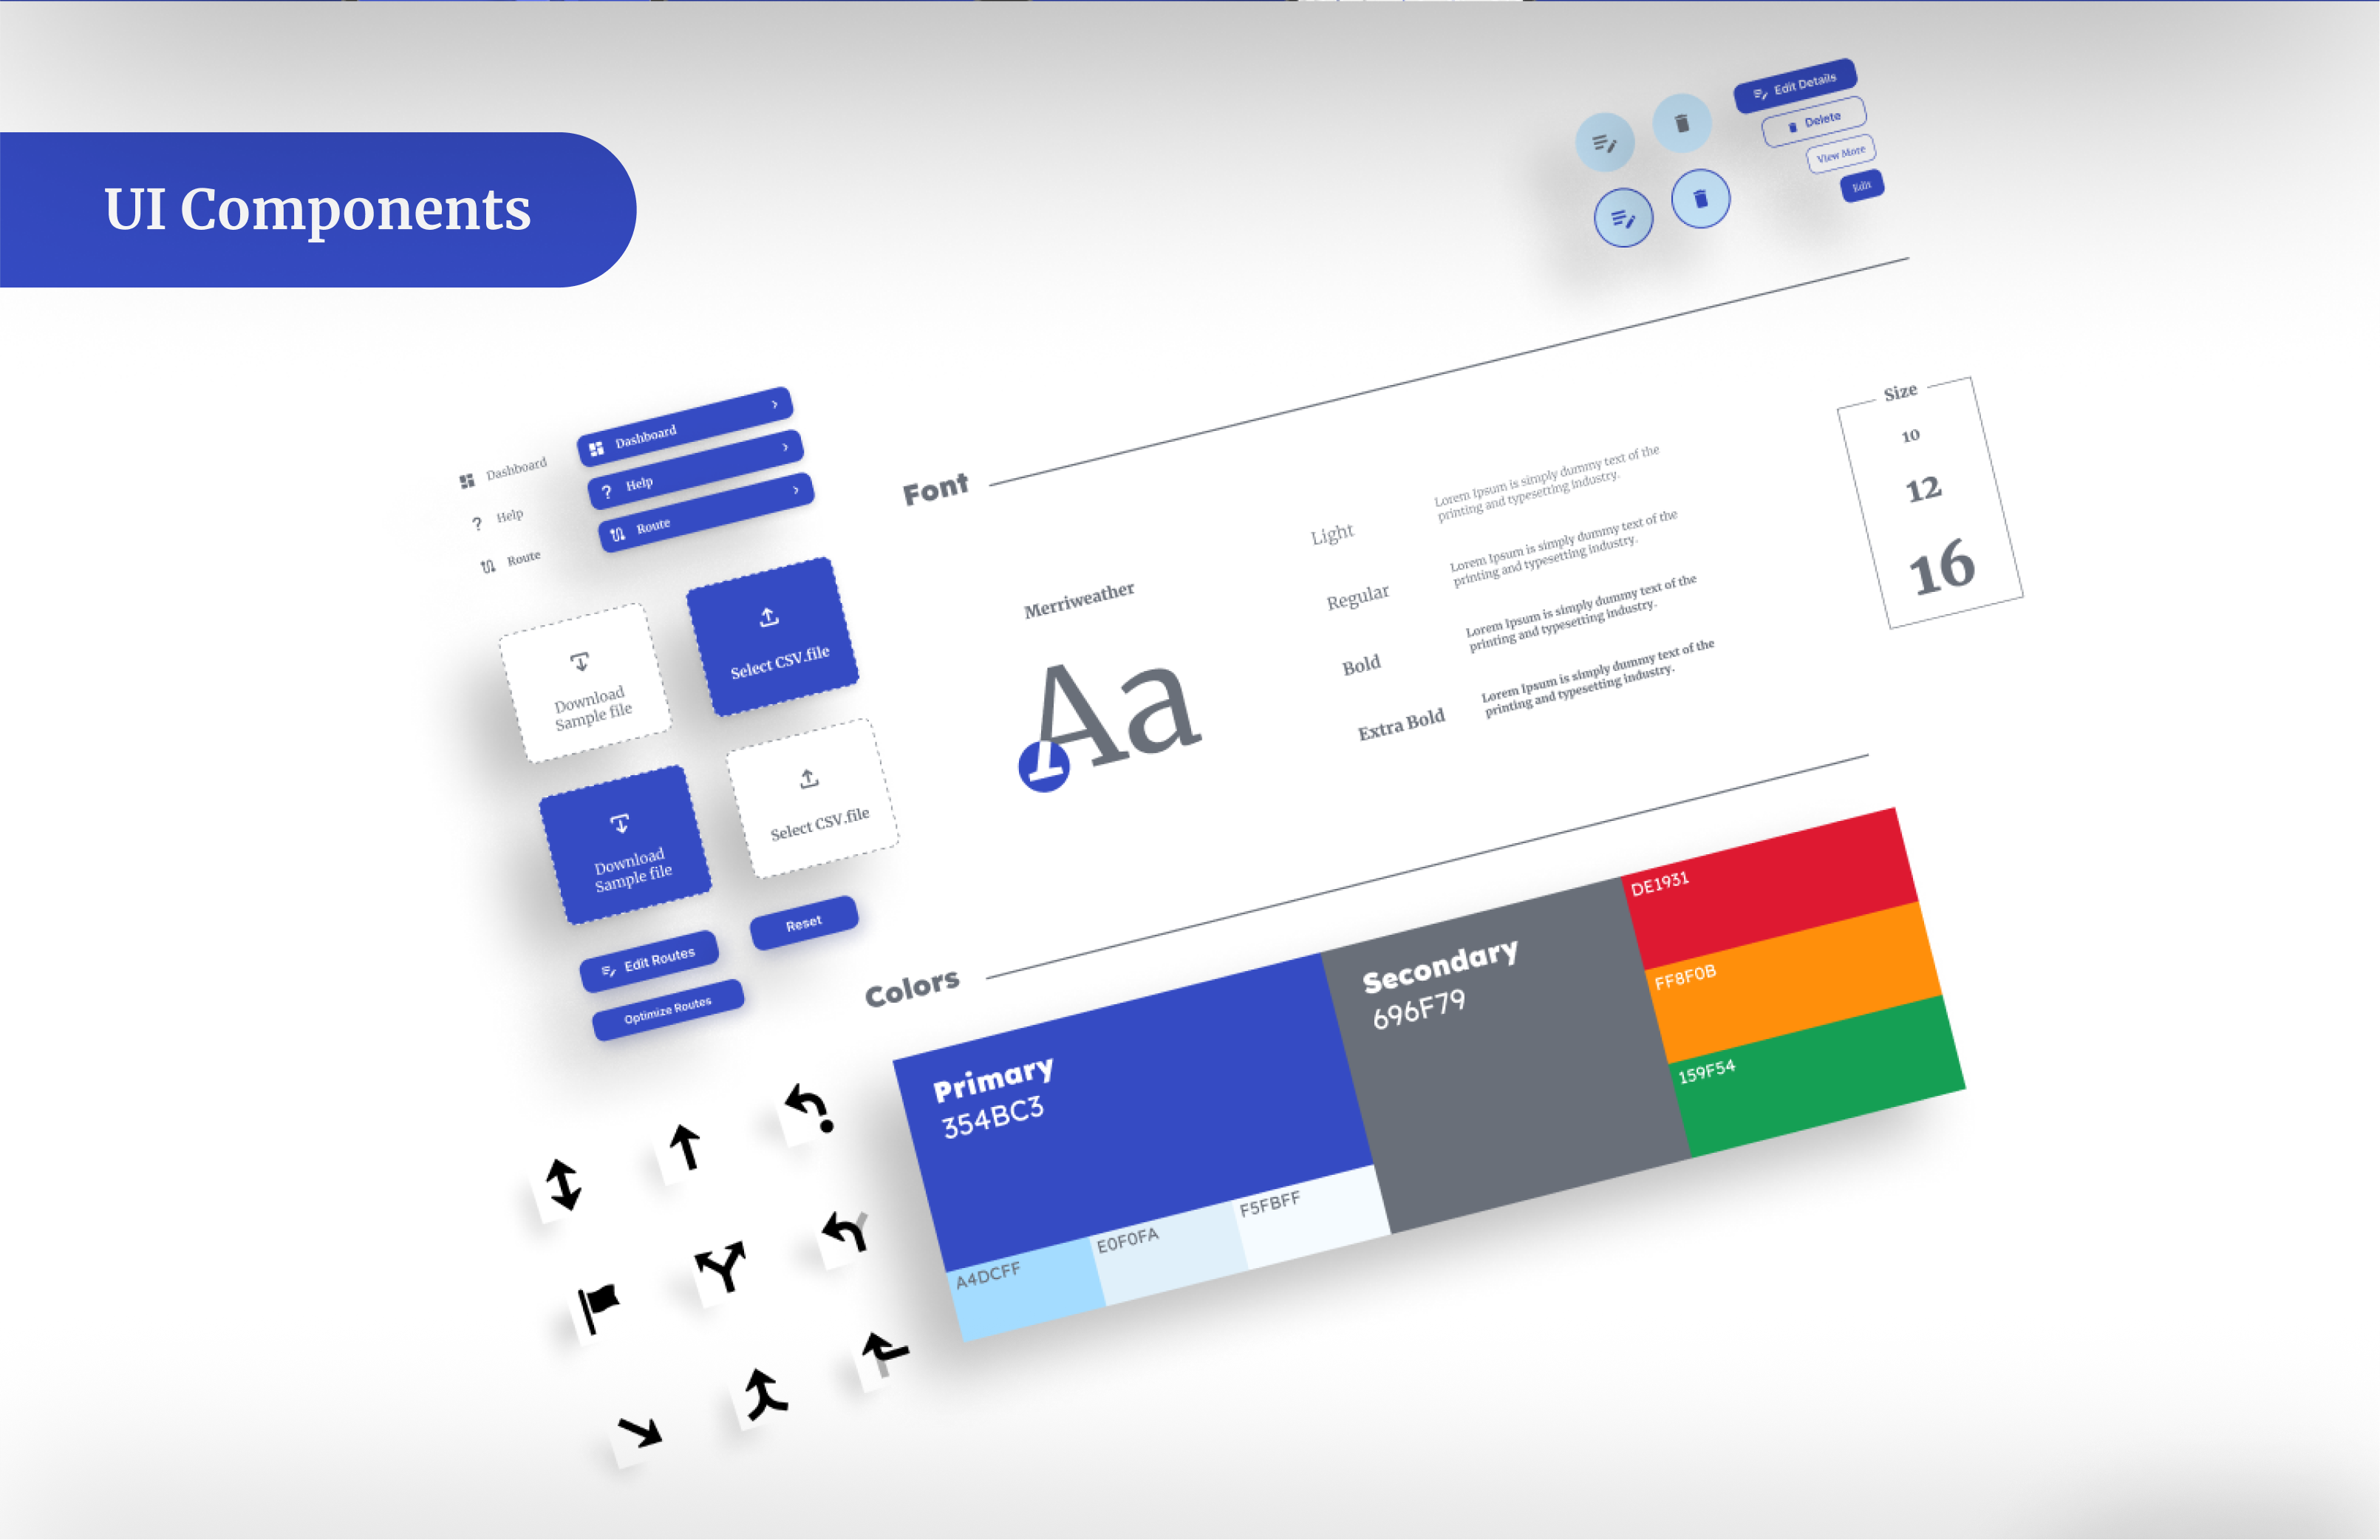 UI Components
Edit Details
Delete
View More
Edit
Dashboard
Help
Route
Dashboard
Help
Route
Download
Sample file
Select CSV.file
Download
Sample file
Select CSV.file
Edit Routes
Reset
Optimize Routes
Font
Merriweather
Aa
Light
Lorem Ipsum is simply dummy text of the
printing and typesetting industry.
Regular
Lorem Ipsum is simply dummy text of the
printing and typesetting industry.
Bold
Lorem Ipsum is simply dummy text of the
printing and typesetting industry.
Extra Bold
Lorem Ipsum is simply dummy text of the
printing and typesetting industry.
Size
10
12
16
Colors
Primary
354BC3
A4DCFF
E0F0FA
F5FBFF
Secondary
696F79
DE1931
FF8F0B
159F54